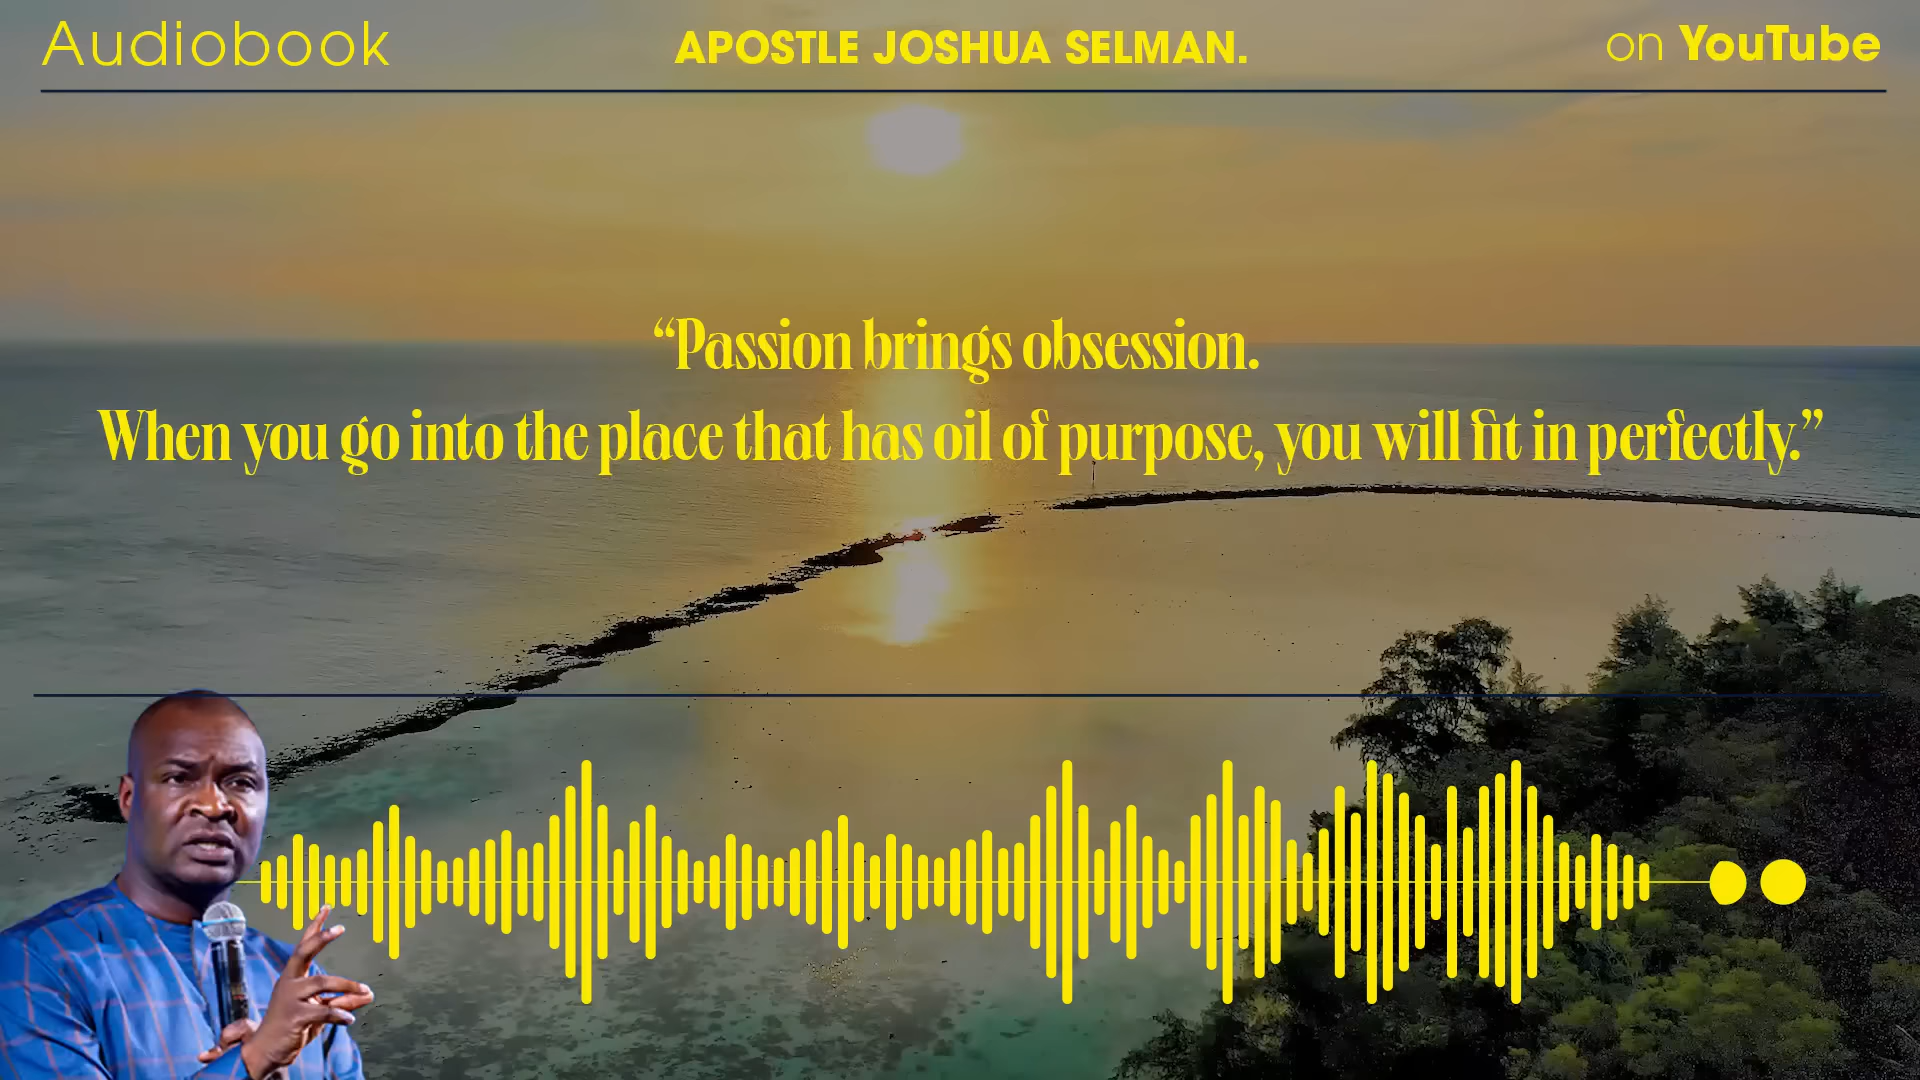 Audiobook
APOSTLE JOSHUA SELMAN.
on YouTube
“Passion brings obsession.
When you go into the place that has oil of purpose, you will fit in perfectly.”